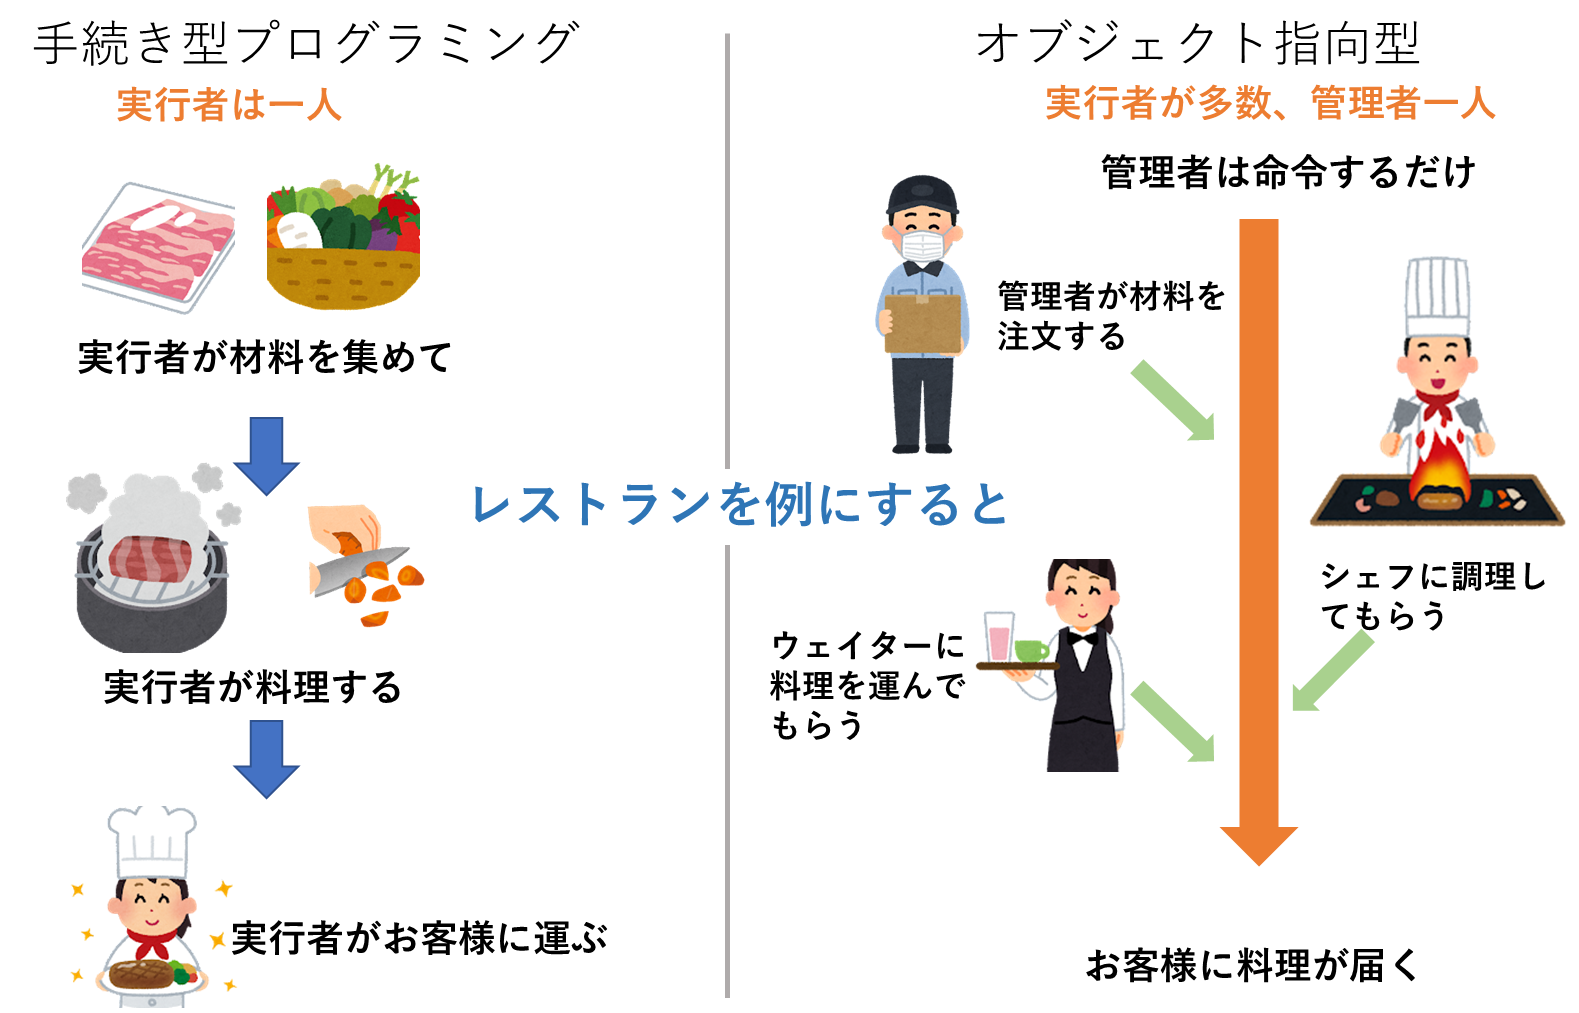 手続き型プログラミング
実行者は一人
実行者が材料を集めて
実行者が料理する
実行者がお客様に運ぶ
レストランを例にすると
オブジェクト指向型
実行者が多数、管理者一人
管理者は命令するだけ
管理者が材料を
注文する
シェフに調理し
てもらう
ウェイターに
料理を運んで
もらう
お客様に料理が届く